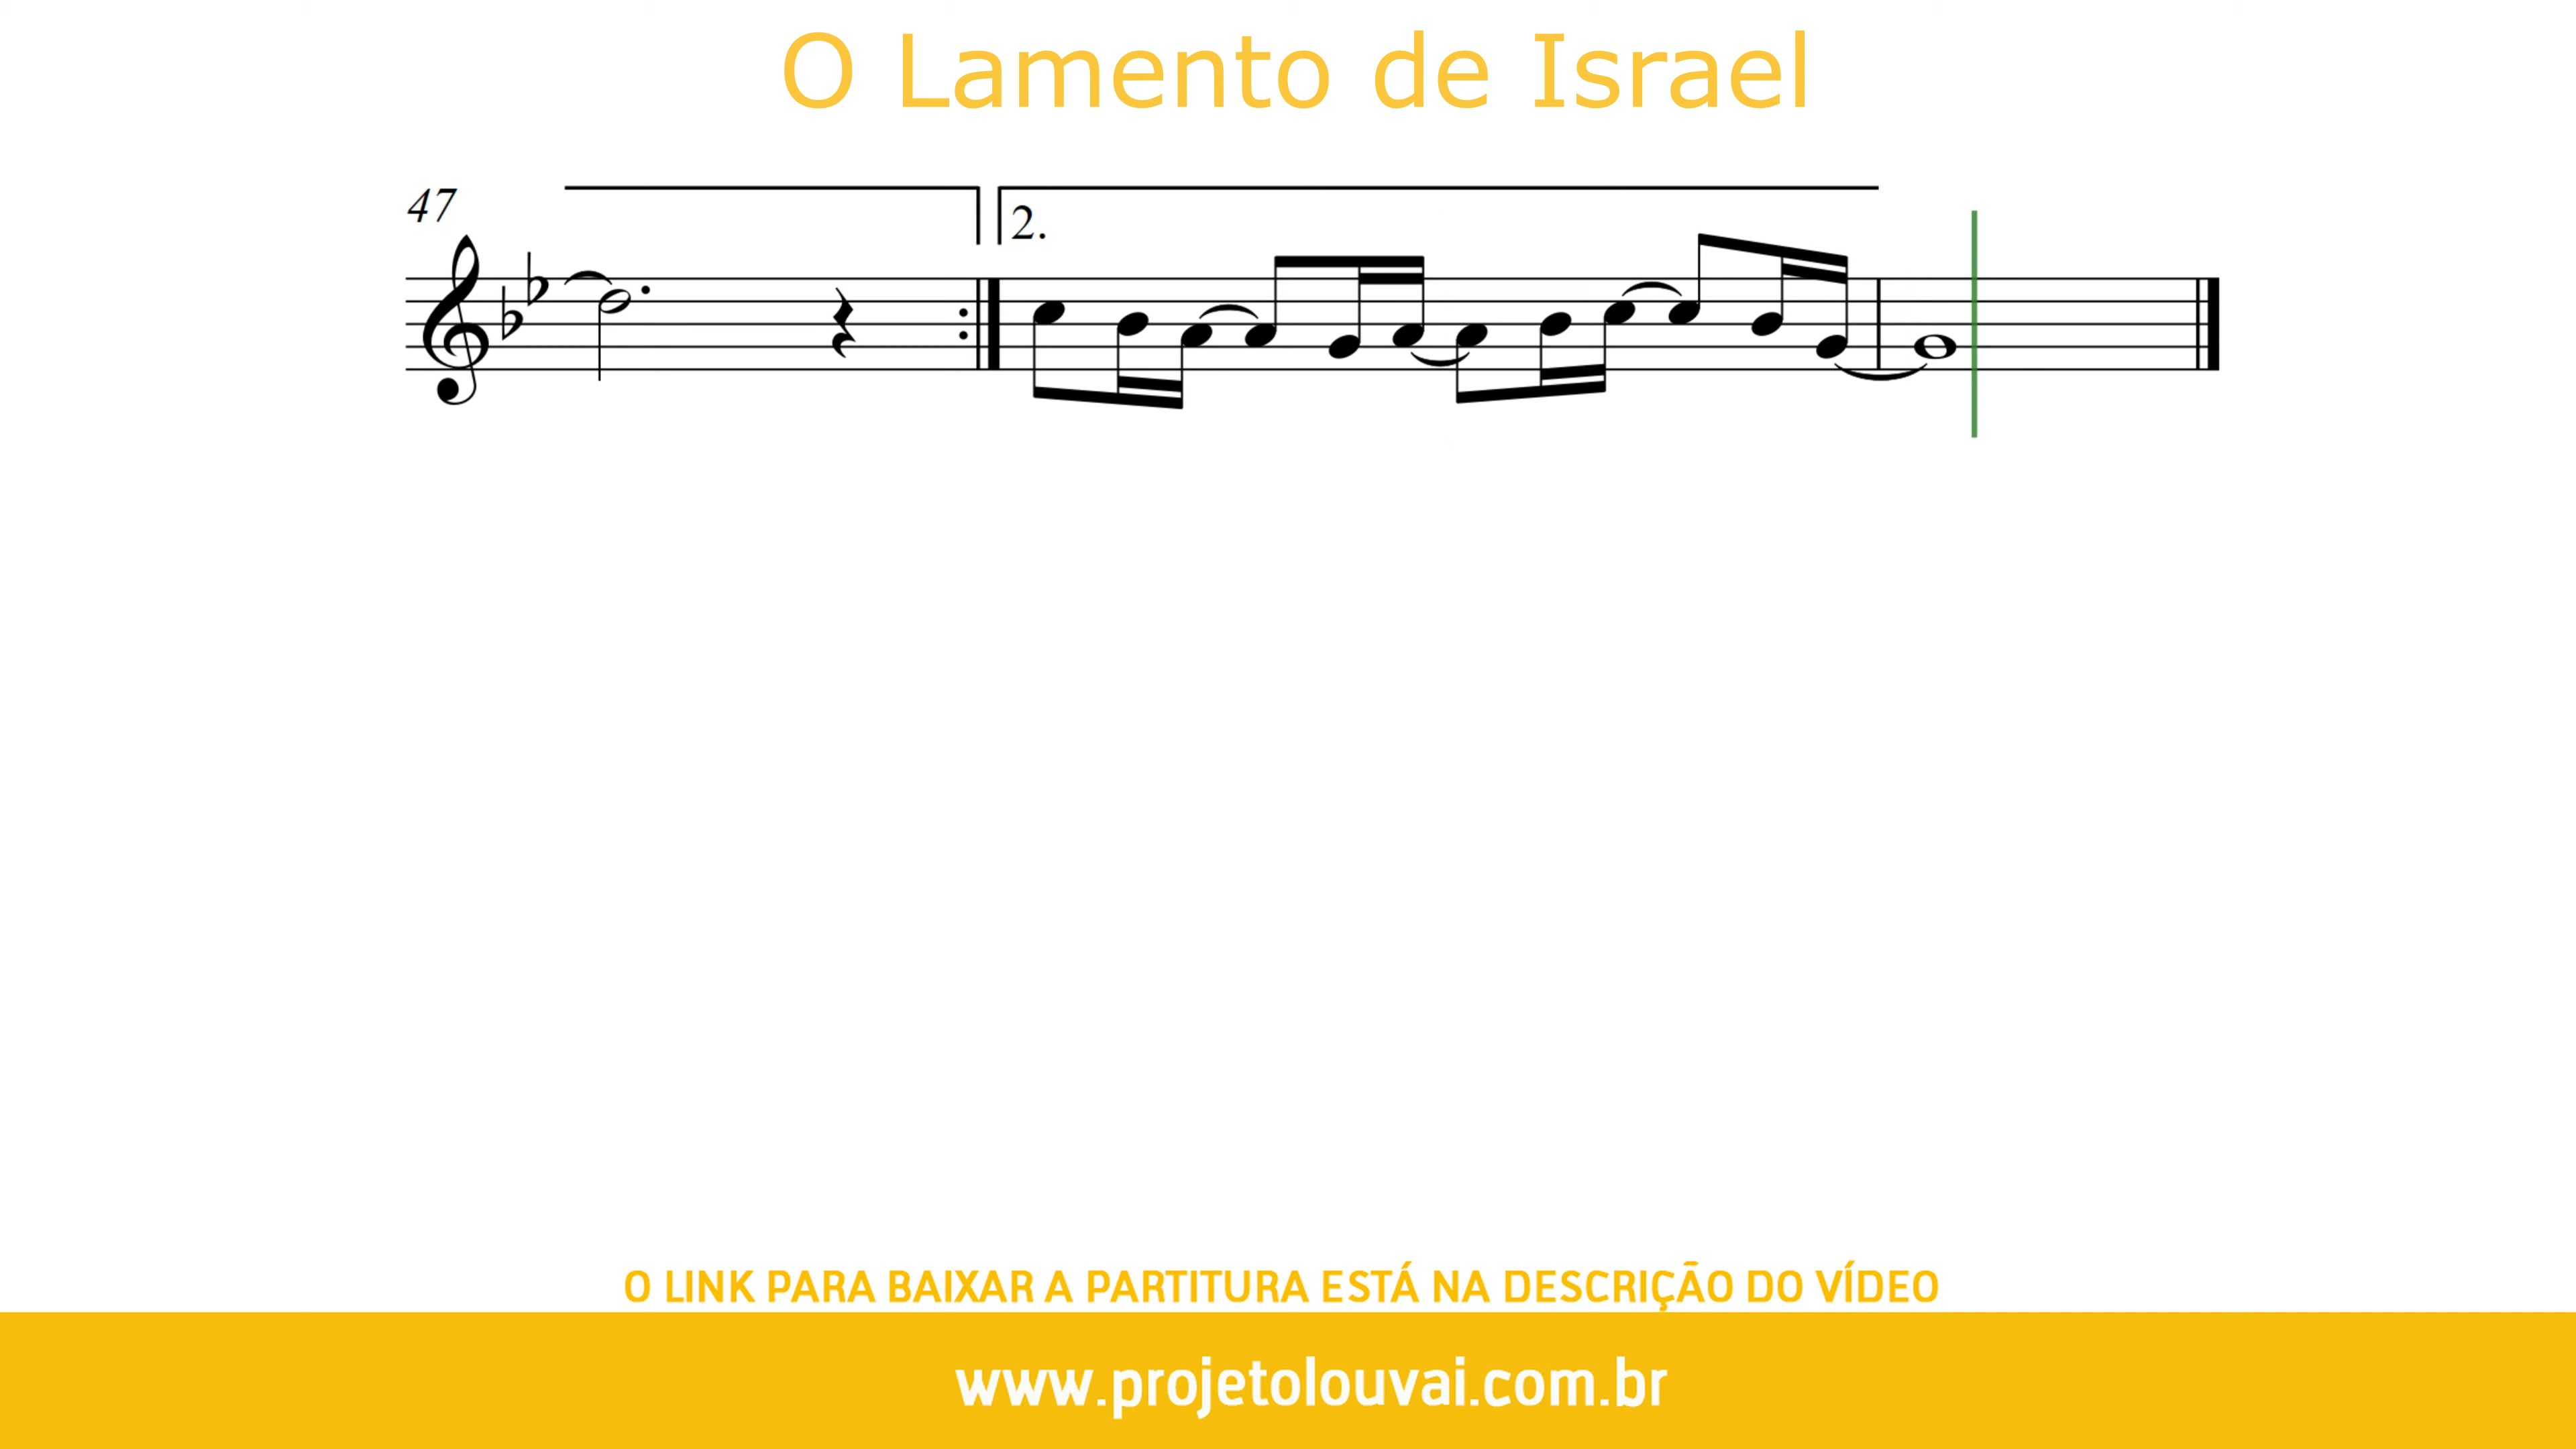 O Lamento de Israel
47
2.
O LINK PARA BAIXAR A PARTITURA ESTÁ NA DESCRIÇÃO DO VÍDEO
www.projetolouvai.com.br